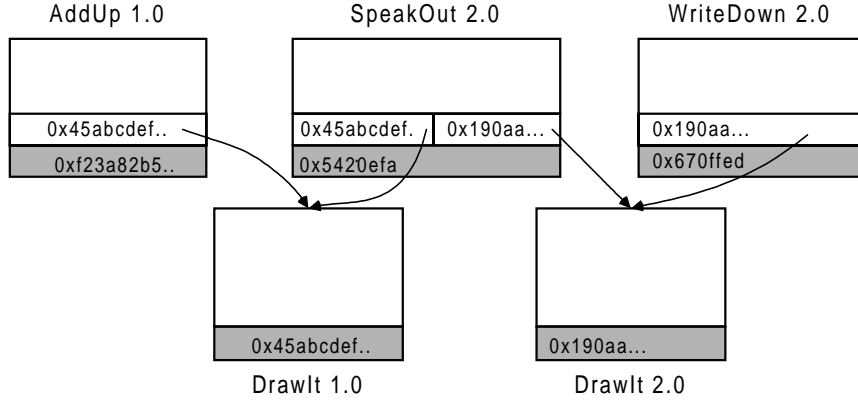 AddUp 1.0
SpeakOut 2.0
WriteDown 2.0
0x45abcdef..
0x45abcdef.
0x190aa...
0x190aa...
0xf23a82b5..
0x5420efa
0x670ffed
0x45abcdef..
0x190aa...
DrawIt 1.0
DrawIt 2.0